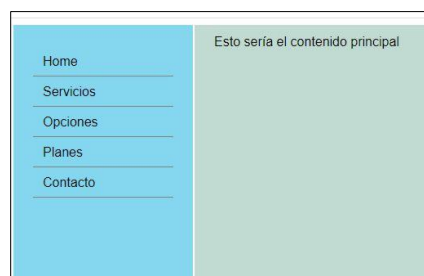 Home
Servicios
Opciones
Planes
Contacto
Esto sería el contenido principal